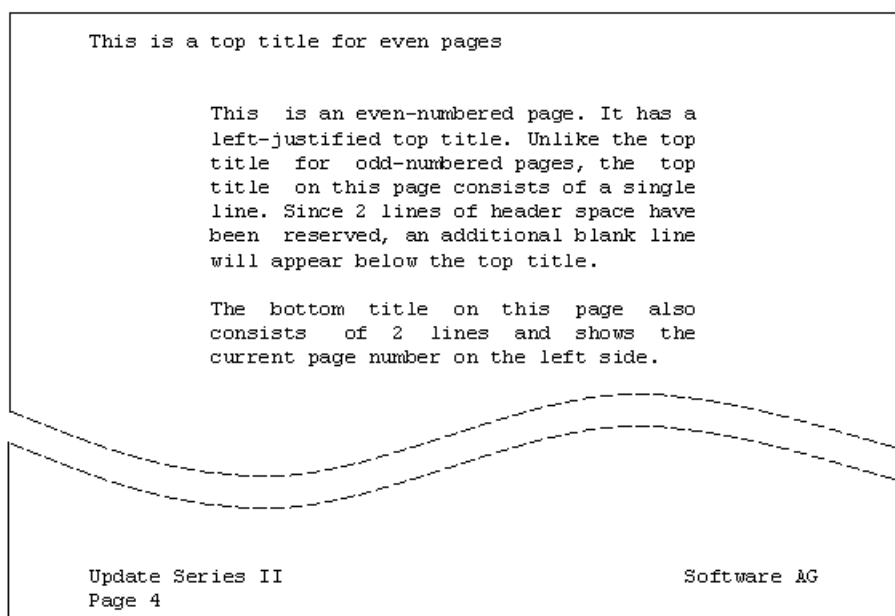 This is a top title for even pages
This is an even-numbered page. It has a
left-justified top title. Unlike the top
title for odd-numbered pages, the top
title on this page consists of a single
line. Since 2 lines of header space have
been reserved, an additional blank line
will appear below the top title.
The bottom title on this page also
consists of 2 lines and shows the
current page number on the left side.
Update Series II Software AG
Page 4